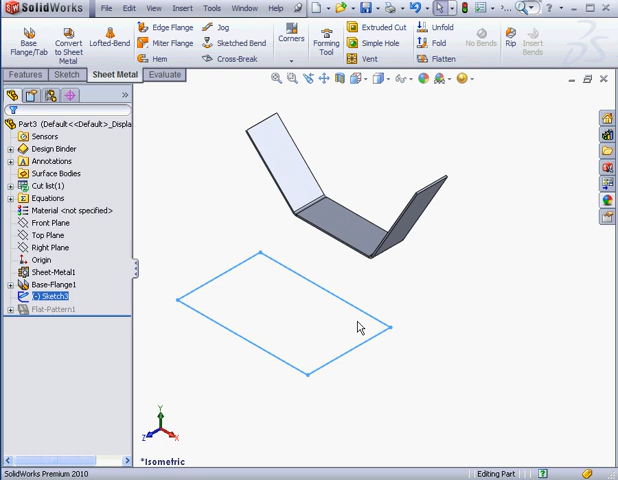 SolidWorks File Edit View Insert Tools Window Help
Base Flange/Tab
Convert to Sheet Metal
Lofted-Bend
Edge Flange
Miter Flange
Hem
Jog
Sketched Bend
Cross-Break
Corners
Forming Tool
Extruded Cut
Simple Hole
Vent
Unfold
Fold
Flatten
No Bends
Rip
Insert Bends
Features Sketch Sheet Metal Evaluate
Part3 (Default<<Default>_Displa
Sensors
Design Binder
Annotations
Surface Bodies
Cut list(1)
Equations
Material <not specified>
Front Plane
Top Plane
Right Plane
Origin
Sheet-Metal1
Base-Flange1
(-) Sketch3
Flat-Pattern1
Y
Z X
*Isometric
SolidWorks Premium 2010 Editing Part